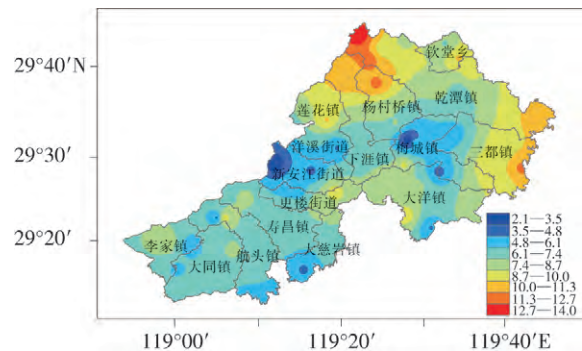 29°40′N
29°30′N
29°20′N
钦堂乡
乾潭镇
杨村桥镇
莲花镇
洋溪街道
下涯镇
梅城镇
三都镇
新安江街道
更楼街道
大洋镇
寿昌镇
李家镇
大同镇
航头镇
大慈岩镇
2.1—3.5
3.5—4.8
4.8—6.1
6.1—7.4
7.4—8.7
8.7—10.0
10.0—11.3
11.3—12.7
12.7—14.0
119°00′
119°20′
119°40′E